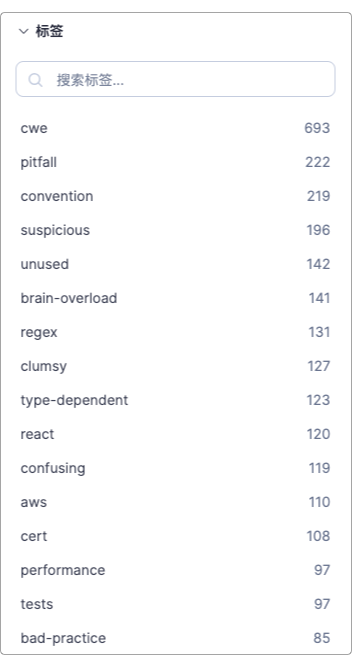 标签
搜索标签...
cwe 693
pitfall 222
convention 219
suspicious 196
unused 142
brain-overload 141
regex 131
clumsy 127
type-dependent 123
react 120
confusing 119
aws 110
cert 108
performance 97
tests 97
bad-practice 85